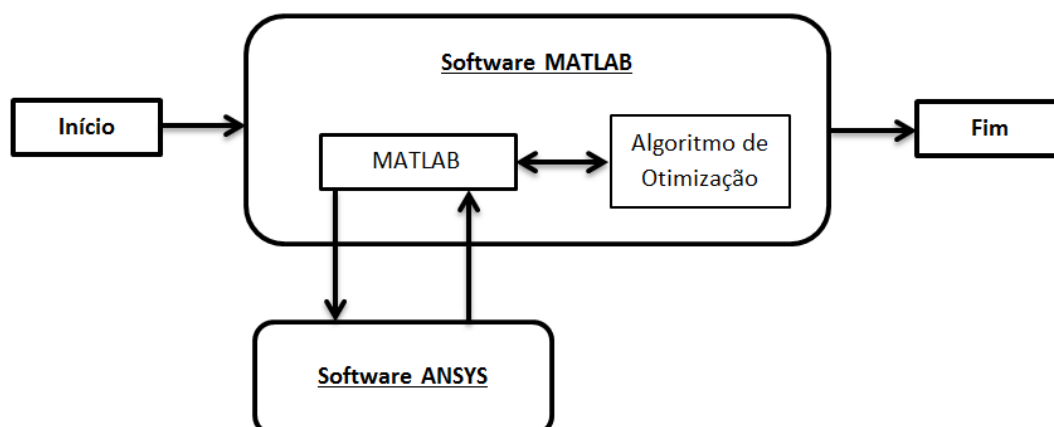 Software MATLAB
Início
Fim
MATLAB
Algoritmo de
Otimização
Software ANSYS